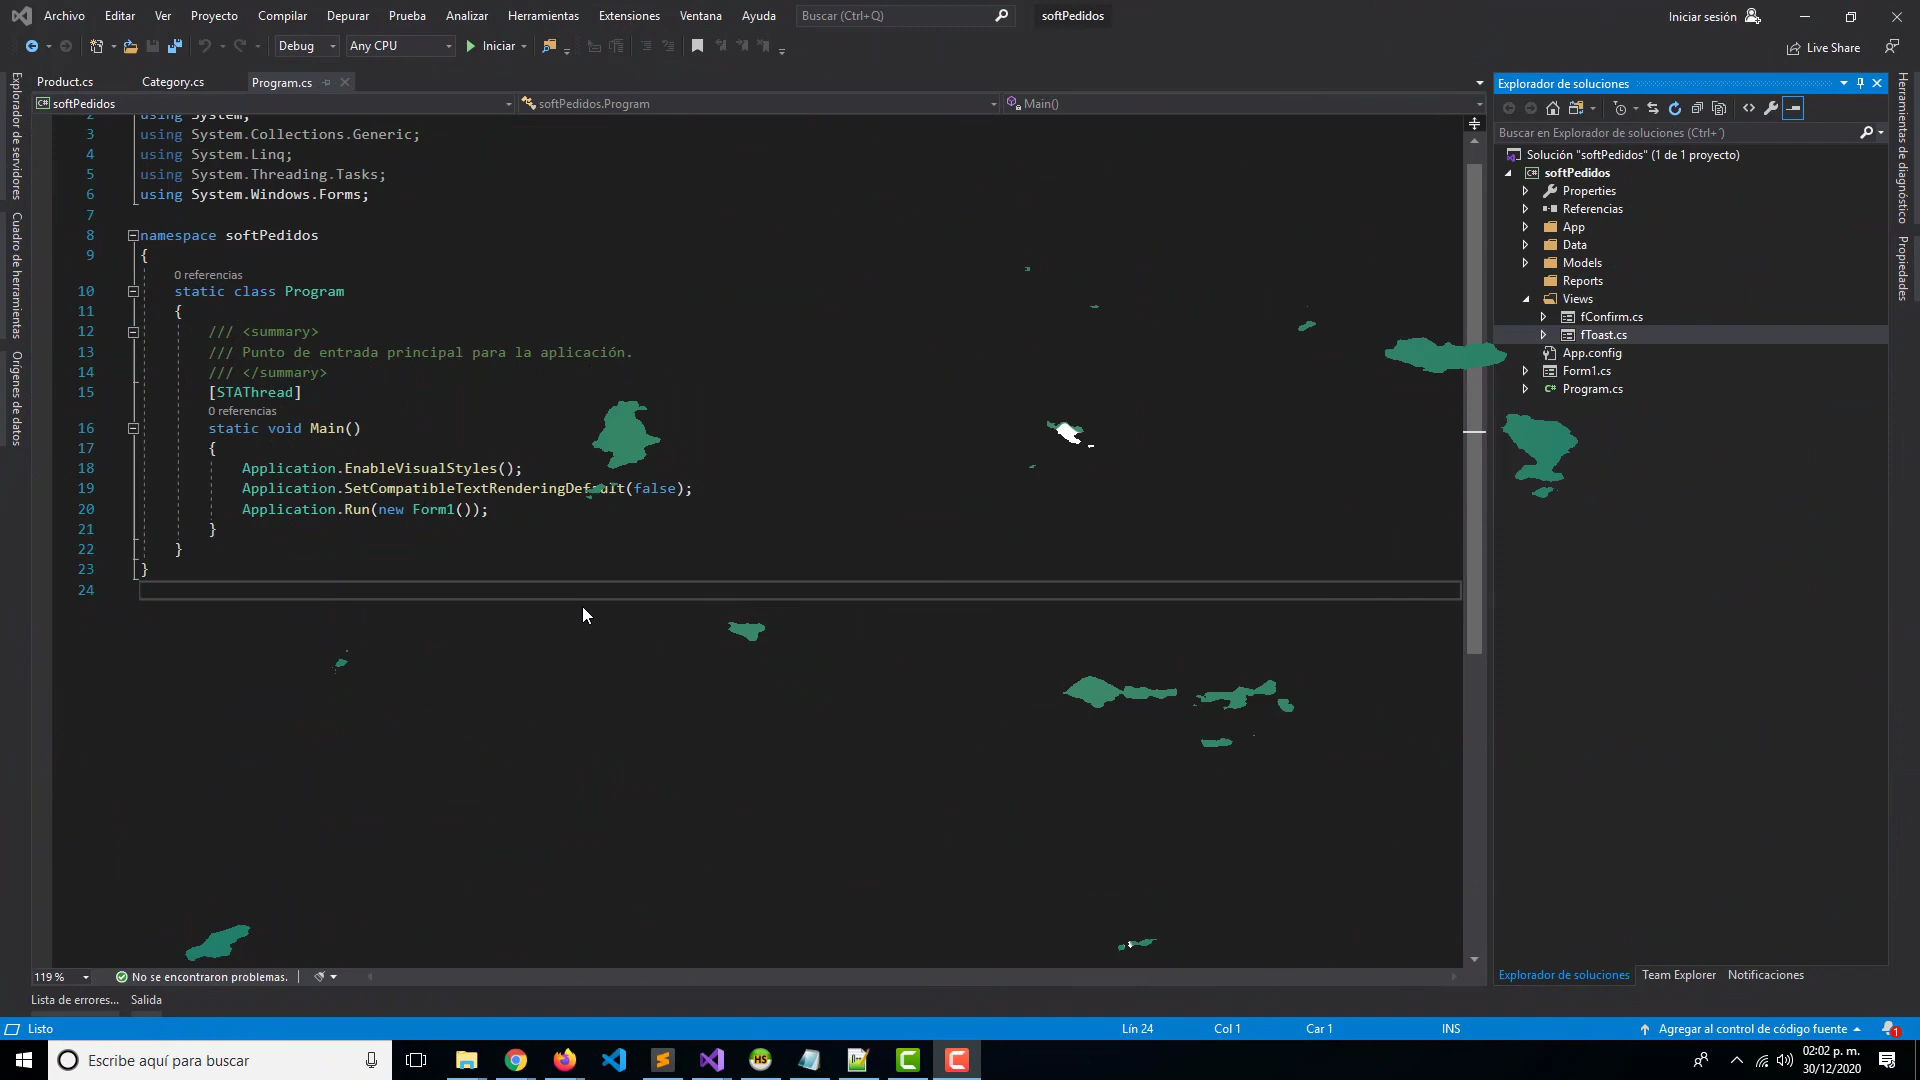 Archivo Editar Ver Proyecto Compilar Depurar Prueba Analizar Herramientas Extensiones Ventana Ayuda Buscar (Ctrl+Q) softPedidos Iniciar sesión
Debug Any CPU Iniciar Live Share
Product.cs Category.cs Program.cs
softPedidos softPedidos.Program Main()
2 using System;
3 using System.Collections.Generic;
4 using System.Linq;
5 using System.Threading.Tasks;
6 using System.Windows.Forms;
7
8 namespace softPedidos
9 {
0 referencias
10 static class Program
11 {
12 /// <summary>
13 /// Punto de entrada principal para la aplicación.
14 /// </summary>
15 [STAThread]
0 referencias
16 static void Main()
17 {
18 Application.EnableVisualStyles();
19 Application.SetCompatibleTextRenderingDefault(false);
20 Application.Run(new Form1());
21 }
22 }
23 }
24
119 % No se encontraron problemas.
Lista de errores... Salida
Listo Lín 24 Col 1 Car 1 INS Agregar al control de código fuente 1
Explorador de servidores
Cuadro de herramientas
Orígenes de datos
Explorador de soluciones
Buscar en Explorador de soluciones (Ctrl+´)
Solución "softPedidos" (1 de 1 proyecto)
softPedidos
Properties
Referencias
App
Data
Models
Reports
Views
fConfirm.cs
fToast.cs
App.config
Form1.cs
Program.cs
Explorador de soluciones Team Explorer Notificaciones
Herramientas de diagnóstico
Propiedades
Escribe aquí para buscar
HS
02:02 p. m.
30/12/2020